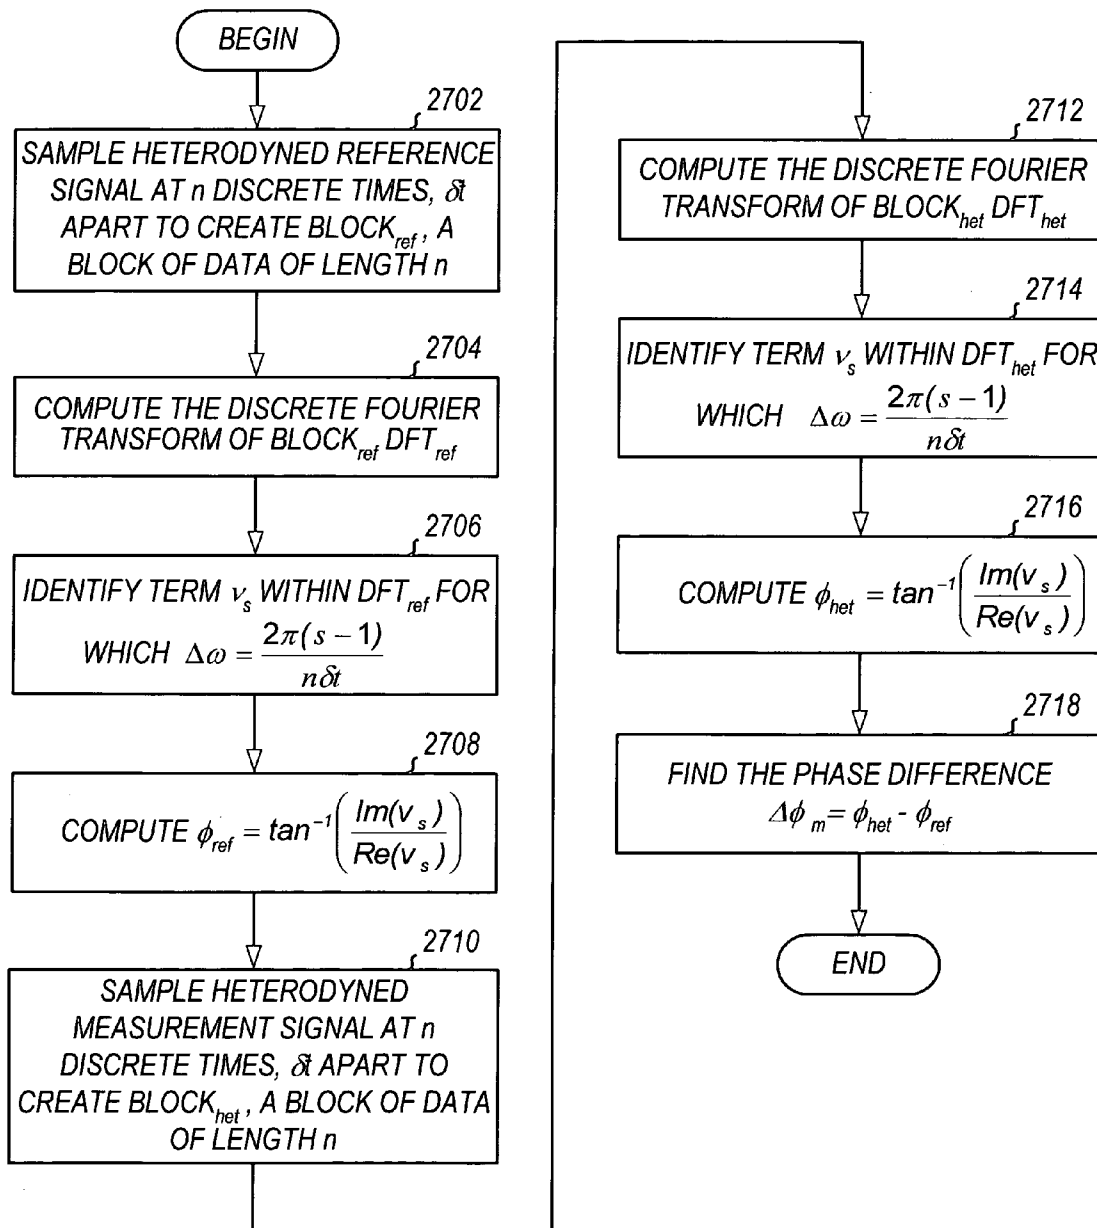 BEGIN
2702
SAMPLE HETERODYNED REFERENCE
SIGNAL AT n DISCRETE TIMES, δt
APART TO CREATE BLOCK_ref, A
BLOCK OF DATA OF LENGTH n
2704
COMPUTE THE DISCRETE FOURIER
TRANSFORM OF BLOCK_ref DFT_ref
2706
IDENTIFY TERM ν_s WITHIN DFT_ref FOR
WHICH Δω = 2π(s − 1) / nδt
2708
COMPUTE ϕ_ref = tan⁻¹(Im(v_s) / Re(v_s))
2710
SAMPLE HETERODYNED
MEASUREMENT SIGNAL AT n
DISCRETE TIMES, δt APART TO
CREATE BLOCK_het, A BLOCK OF DATA
OF LENGTH n
2712
COMPUTE THE DISCRETE FOURIER
TRANSFORM OF BLOCK_het DFT_het
2714
IDENTIFY TERM ν_s WITHIN DFT_het FOR
WHICH Δω = 2π(s − 1) / nδt
2716
COMPUTE ϕ_het = tan⁻¹(Im(v_s) / Re(v_s))
2718
FIND THE PHASE DIFFERENCE
Δϕ_m = ϕ_het - ϕ_ref
END